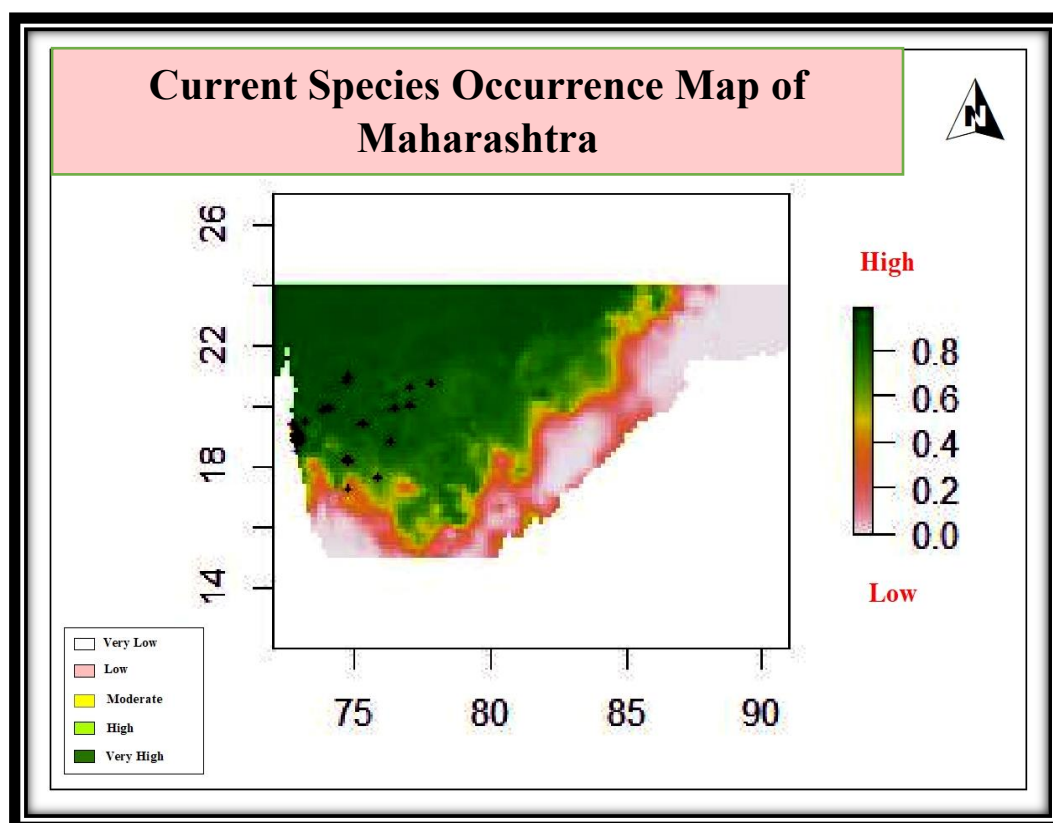 Current Species Occurrence Map of
Maharashtra
N
26
22
18
14
75 80 85 90
High
0.8
0.6
0.4
0.2
0.0
Low
Very Low
Low
Moderate
High
Very High